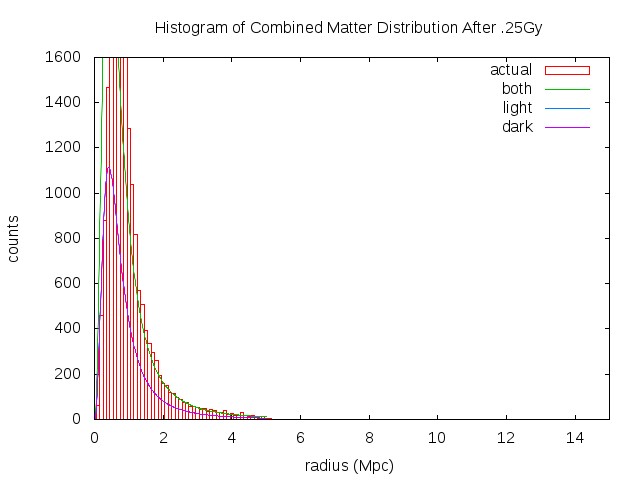 Histogram of Combined Matter Distribution After .25Gy
actual
both
light
dark
1600
1400
1200
1000
800
600
400
200
0
counts
0 2 4 6 8 10 12 14
radius (Mpc)